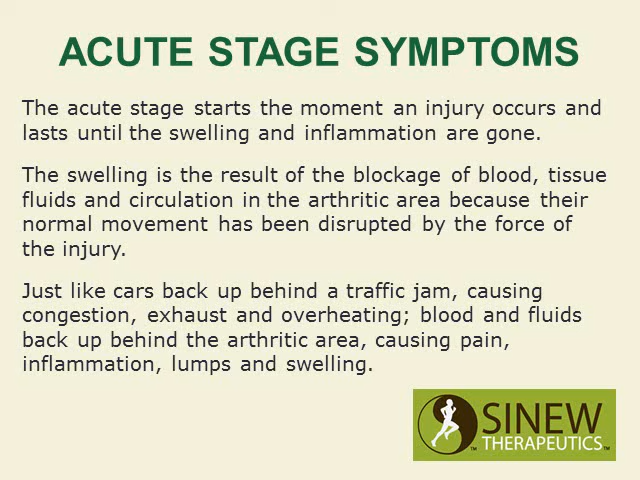 ACUTE STAGE SYMPTOMS
The acute stage starts the moment an injury occurs and
lasts until the swelling and inflammation are gone.
The swelling is the result of the blockage of blood, tissue
fluids and circulation in the arthritic area because their
normal movement has been disrupted by the force of
the injury.
Just like cars back up behind a traffic jam, causing
congestion, exhaust and overheating; blood and fluids
back up behind the arthritic area, causing pain,
inflammation, lumps and swelling.
SINEW
™ THERAPEUTICS™